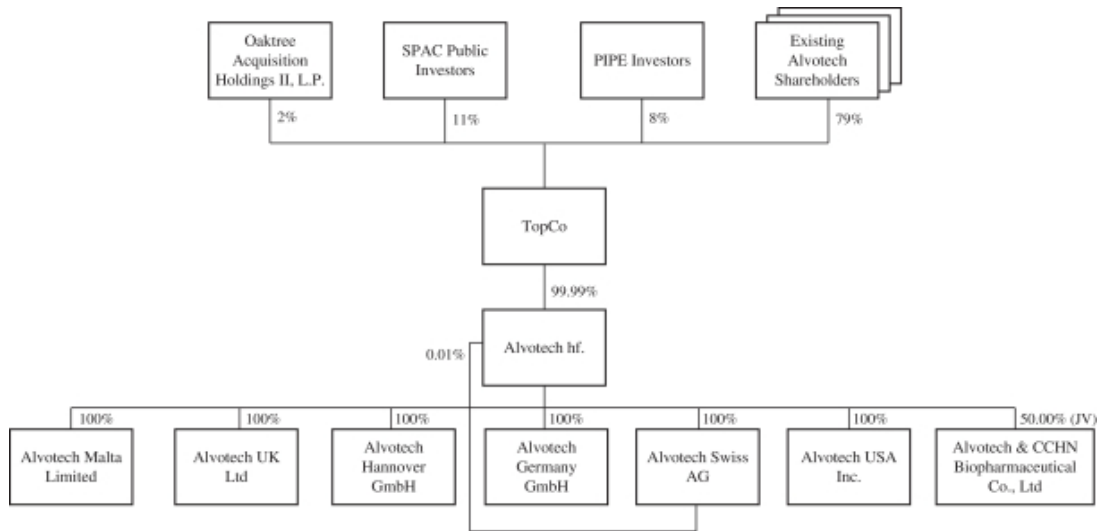 Oaktree
Acquisition
Holdings II, L.P.
SPAC Public
Investors
PIPE Investors
Existing
Alvotech
Shareholders
2%
11%
8%
79%
TopCo
99.99%
0.01%
Alvotech hf.
100%
100%
100%
100%
100%
100%
50.00% (JV)
Alvotech Malta
Limited
Alvotech UK
Ltd
Alvotech
Hannover
GmbH
Alvotech
Germany
GmbH
Alvotech Swiss
AG
Alvotech USA
Inc.
Alvotech & CCHN
Biopharmaceutical
Co., Ltd